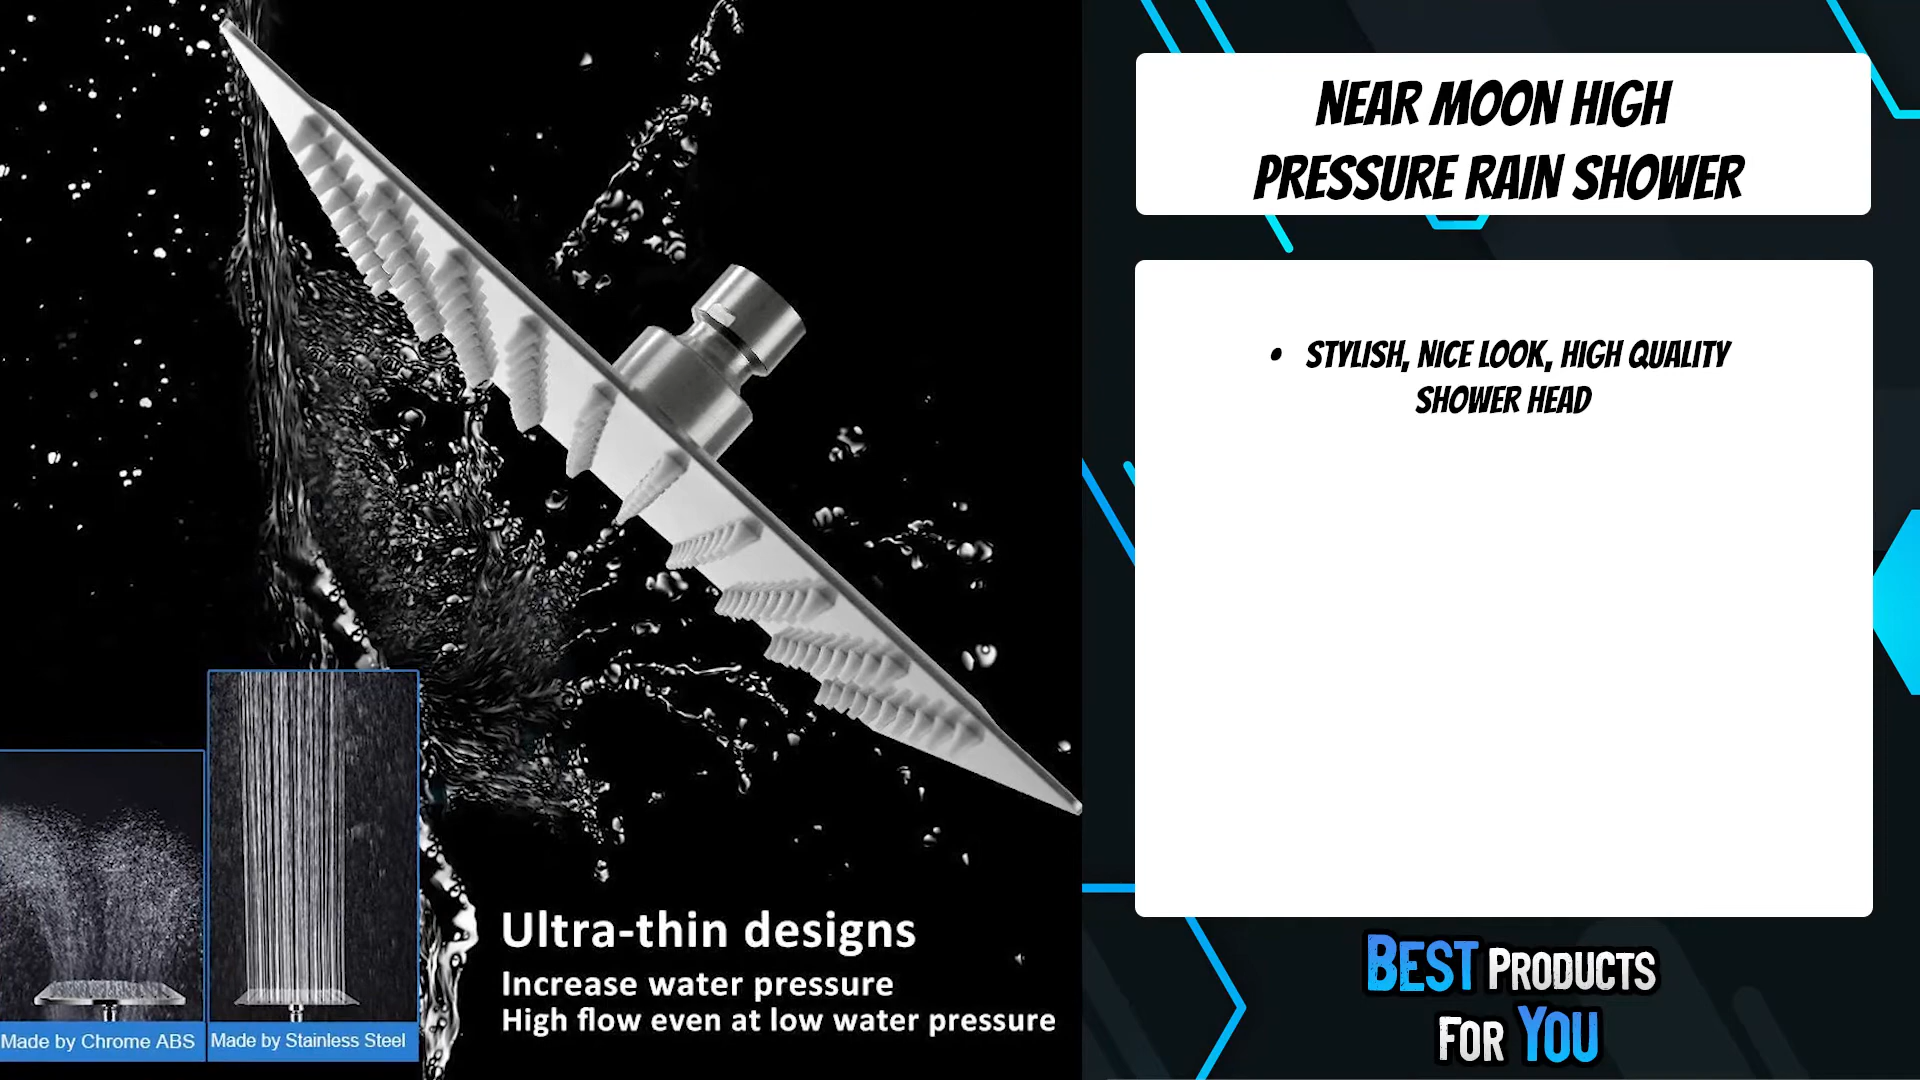 NEAR MOON HIGH
PRESSURE RAIN SHOWER
• STYLISH, NICE LOOK, HIGH QUALITY
SHOWER HEAD
Ultra-thin designs
Increase water pressure
High flow even at low water pressure
Made by Chrome ABS
Made by Stainless Steel
BEST PRODUCTS
FOR YOU